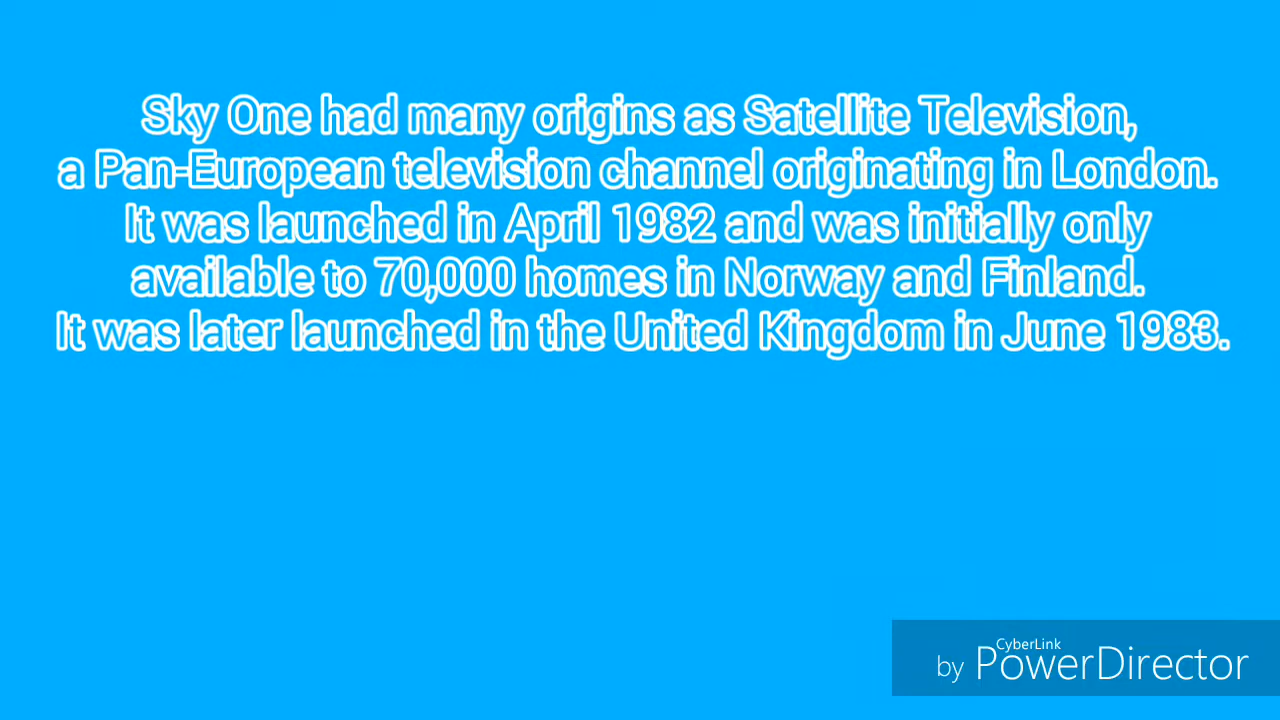 Sky One had many origins as Satellite Television,
a Pan-European television channel originating in London.
It was launched in April 1982 and was initially only
available to 70,000 homes in Norway and Finland.
It was later launched in the United Kingdom in June 1983.
CyberLink
by PowerDirector